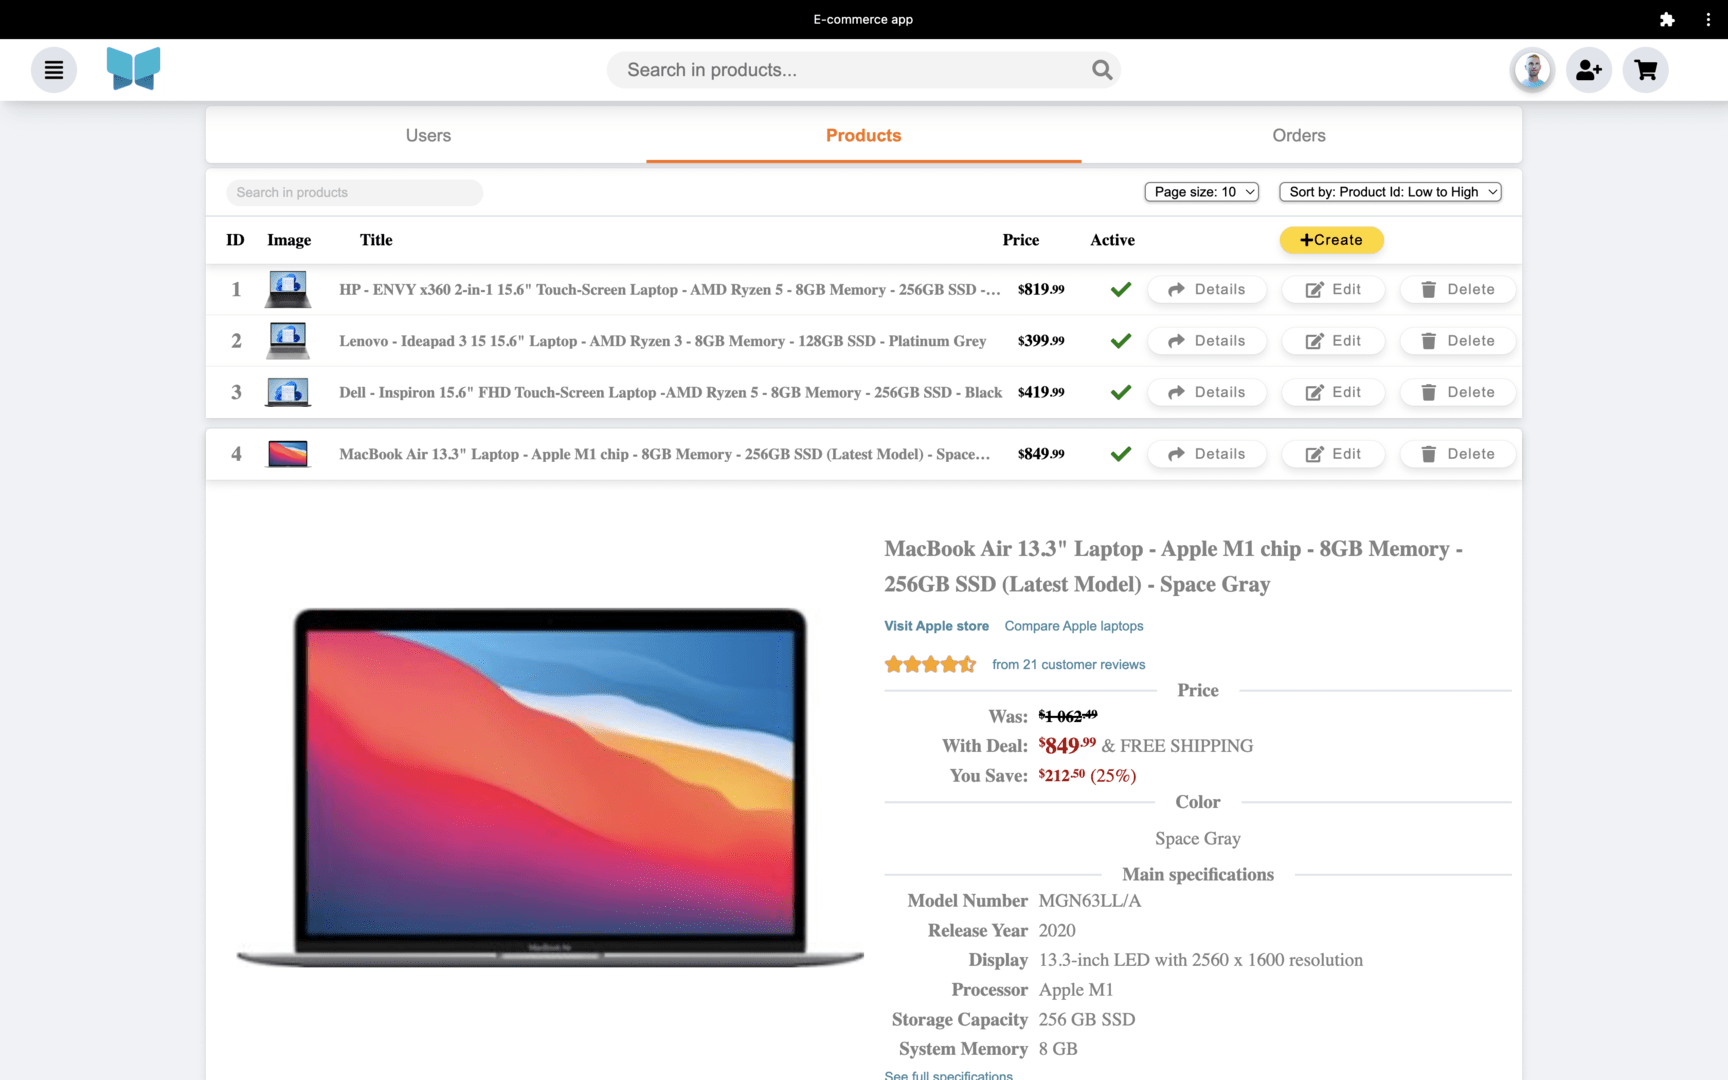 E-commerce app
Search in products...
Users Products Orders
Search in products Page size: 10 Sort by: Product Id: Low to High
ID Image Title Price Active +Create
1 HP - ENVY x360 2-in-1 15.6" Touch-Screen Laptop - AMD Ryzen 5 - 8GB Memory - 256GB SSD -... $819.99 Details Edit Delete
2 Lenovo - Ideapad 3 15 15.6" Laptop - AMD Ryzen 3 - 8GB Memory - 128GB SSD - Platinum Grey $399.99 Details Edit Delete
3 Dell - Inspiron 15.6" FHD Touch-Screen Laptop -AMD Ryzen 5 - 8GB Memory - 256GB SSD - Black $419.99 Details Edit Delete
4 MacBook Air 13.3" Laptop - Apple M1 chip - 8GB Memory - 256GB SSD (Latest Model) - Space... $849.99 Details Edit Delete
MacBook Air 13.3" Laptop - Apple M1 chip - 8GB Memory -
256GB SSD (Latest Model) - Space Gray
Visit Apple store Compare Apple laptops
from 21 customer reviews
Price
Was: $1 062.49
With Deal: $849.99 & FREE SHIPPING
You Save: $212.50 (25%)
Color
Space Gray
Main specifications
Model Number MGN63LL/A
Release Year 2020
Display 13.3-inch LED with 2560 x 1600 resolution
Processor Apple M1
Storage Capacity 256 GB SSD
System Memory 8 GB
See full specifications
MacBook Air